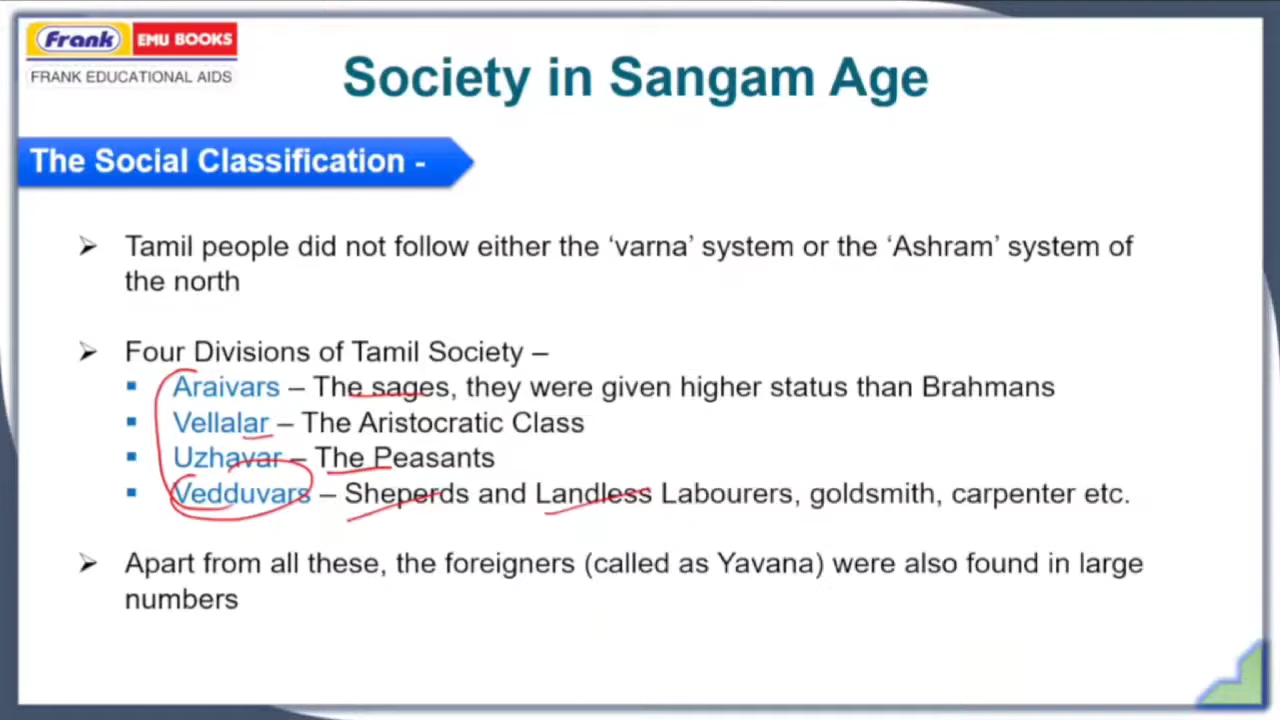 Frank EMU BOOKS
FRANK EDUCATIONAL AIDS
Society in Sangam Age
The Social Classification -
➢ Tamil people did not follow either the ‘varna’ system or the ‘Ashram’ system of
the north
➢ Four Divisions of Tamil Society –
▪ Araivars – The sages, they were given higher status than Brahmans
▪ Vellalar – The Aristocratic Class
▪ Uzhavar – The Peasants
▪ Vedduvars – Sheperds and Landless Labourers, goldsmith, carpenter etc.
➢ Apart from all these, the foreigners (called as Yavana) were also found in large
numbers